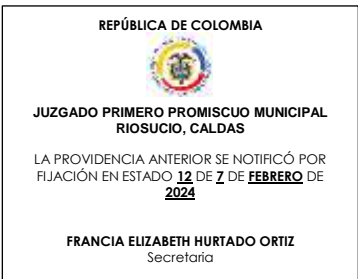 REPÚBLICA DE COLOMBIA
JUZGADO PRIMERO PROMISCUO MUNICIPAL
RIOSUCIO, CALDAS
LA PROVIDENCIA ANTERIOR SE NOTIFICÓ POR
FIJACIÓN EN ESTADO 12 DE 7 DE FEBRERO DE
2024
FRANCIA ELIZABETH HURTADO ORTIZ
Secretaria